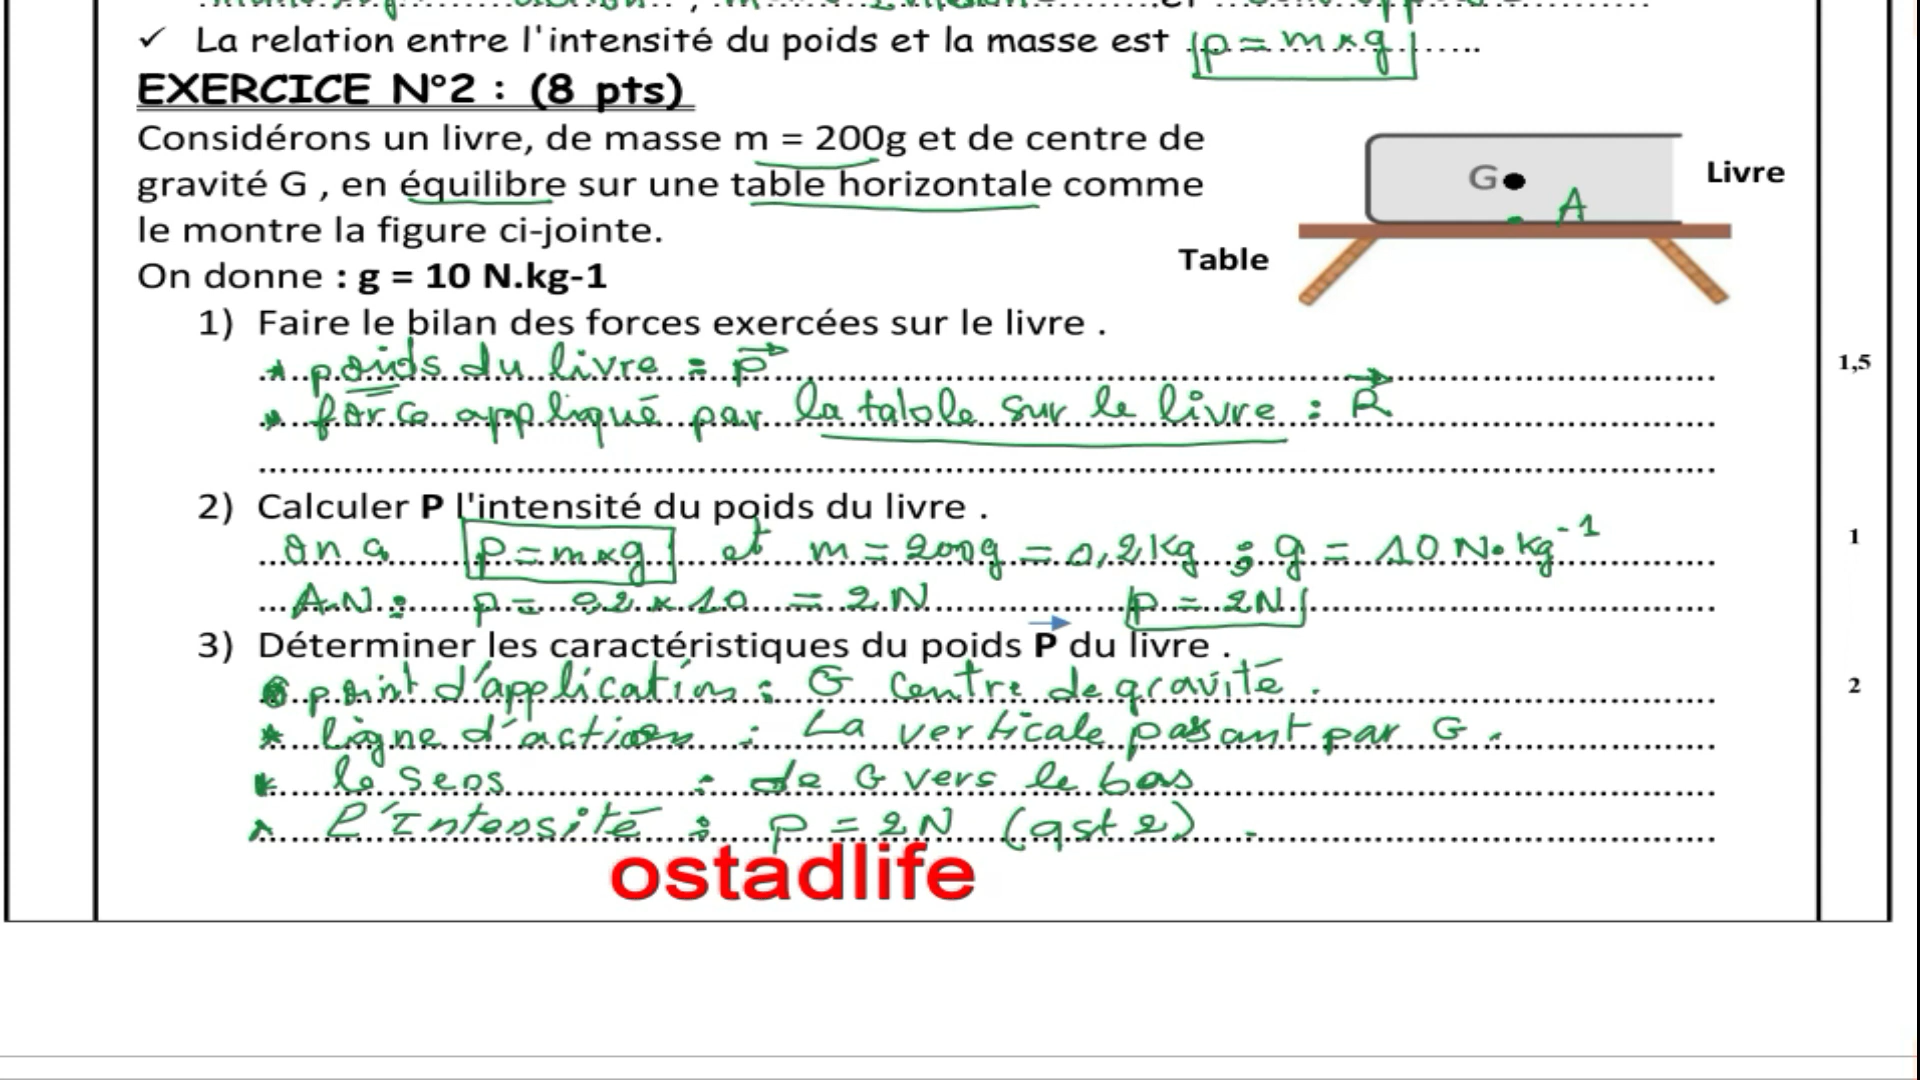 ✓ La relation entre l'intensité du poids et la masse est p = m × g
EXERCICE N°2 : (8 pts)
Considérons un livre, de masse m = 200g et de centre de
gravité G , en équilibre sur une table horizontale comme
le montre la figure ci-jointe.
On donne : g = 10 N.kg-1
G
A
Livre
Table
1) Faire le bilan des forces exercées sur le livre .
* poids du livre : p→
* force appliqué par la table sur le livre : R→
1,5
2) Calculer P l'intensité du poids du livre .
on a p = m × g et m = 200g = 0,2 Kg ; g = 10 N.kg⁻¹
1
A.N : p = 0,2 × 10 = 2N p = 2N
3) Déterminer les caractéristiques du poids P→ du livre .
point d'application : G centre de gravité .
2
* ligne d'action : La verticale passant par G .
* le sens : de G vers le bas
* l'Intensité : p = 2N (qst 2) .
ostadlife